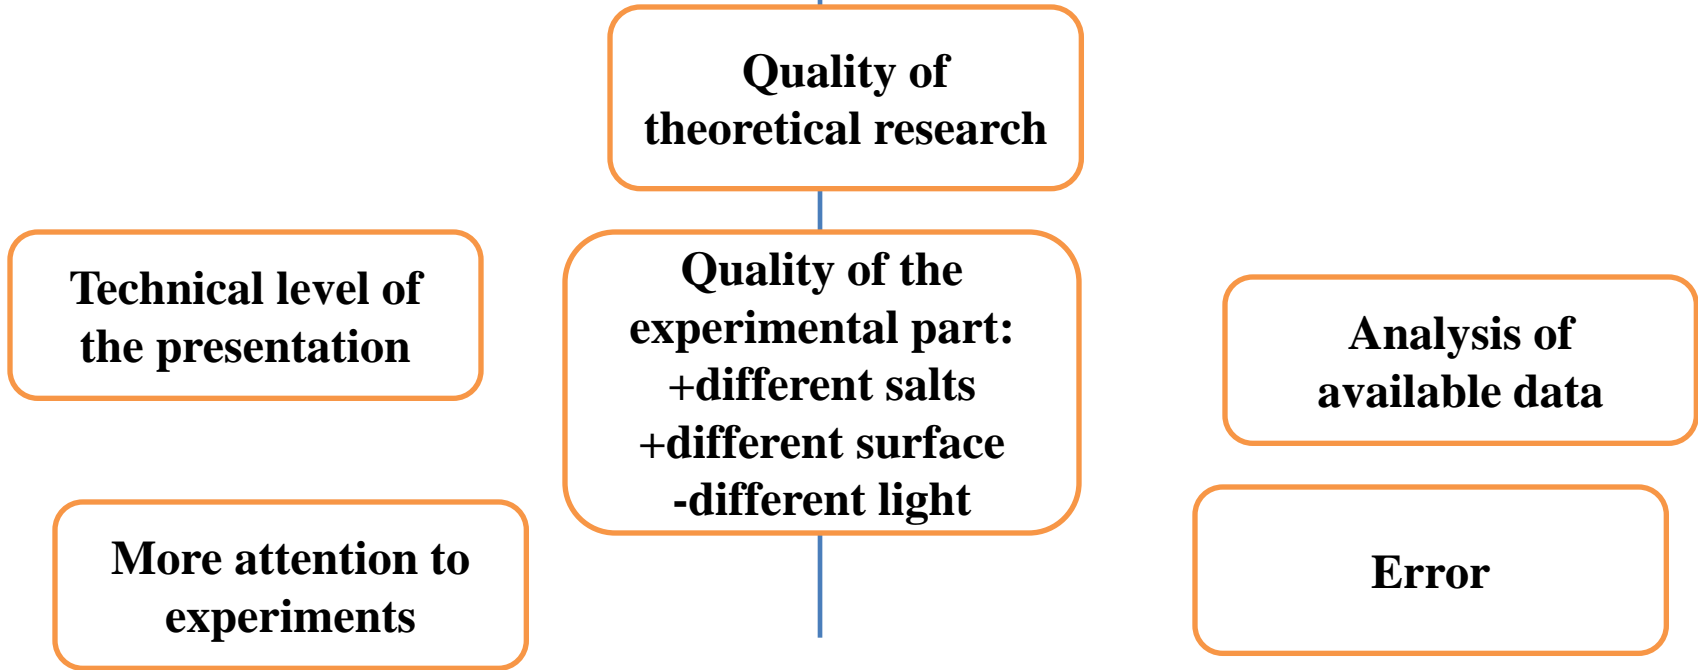 Quality of
theoretical research
Technical level of
the presentation
Quality of the
experimental part:
+different salts
+different surface
-different light
Analysis of
available data
More attention to
experiments
Error